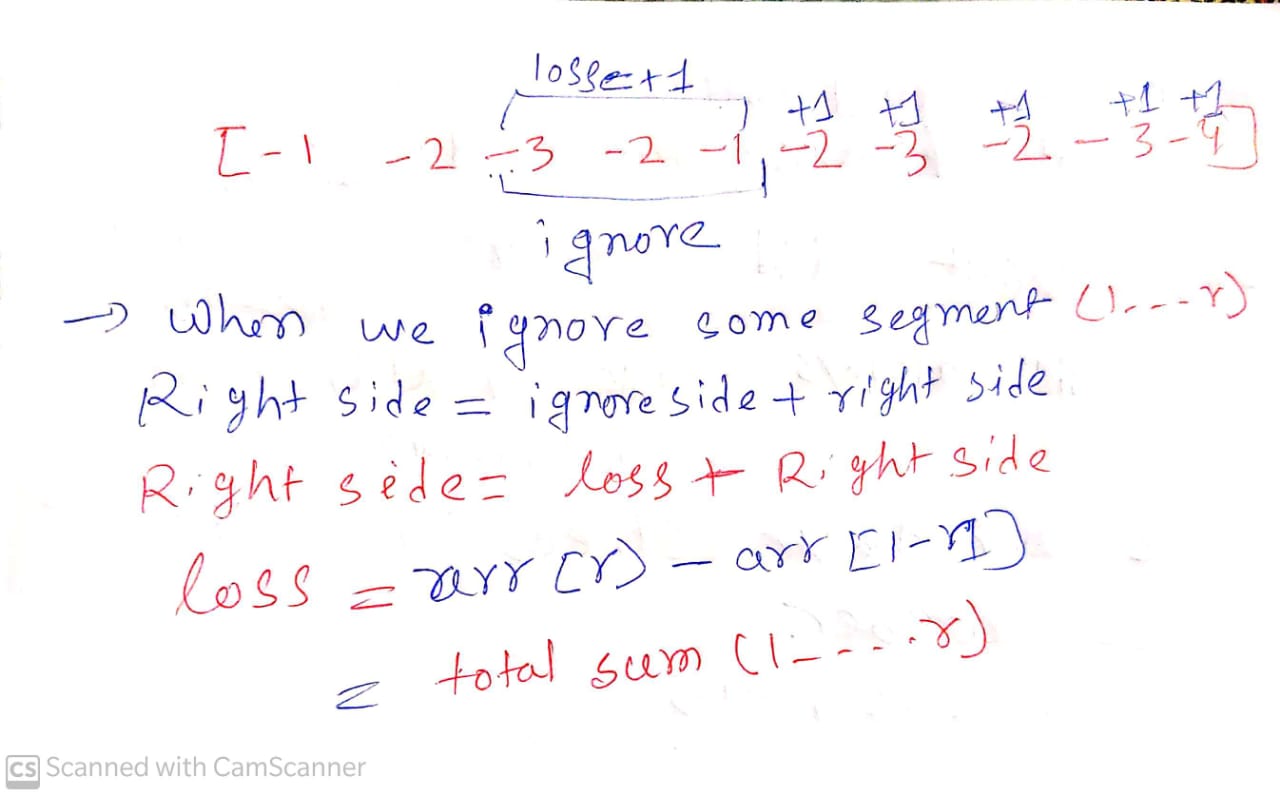 losse+1
+1 +1 +1 +1 +1
[-1 -2 -3 -2 -1, -2 -3 -2 -3 -4]
ignore
→ When we ignore some segment (l---r)
Right side = ignore side + right side
Right side = loss + Right side
loss = arr [r) - arr [l-1]
= total sum (l----r)
CS Scanned with CamScanner